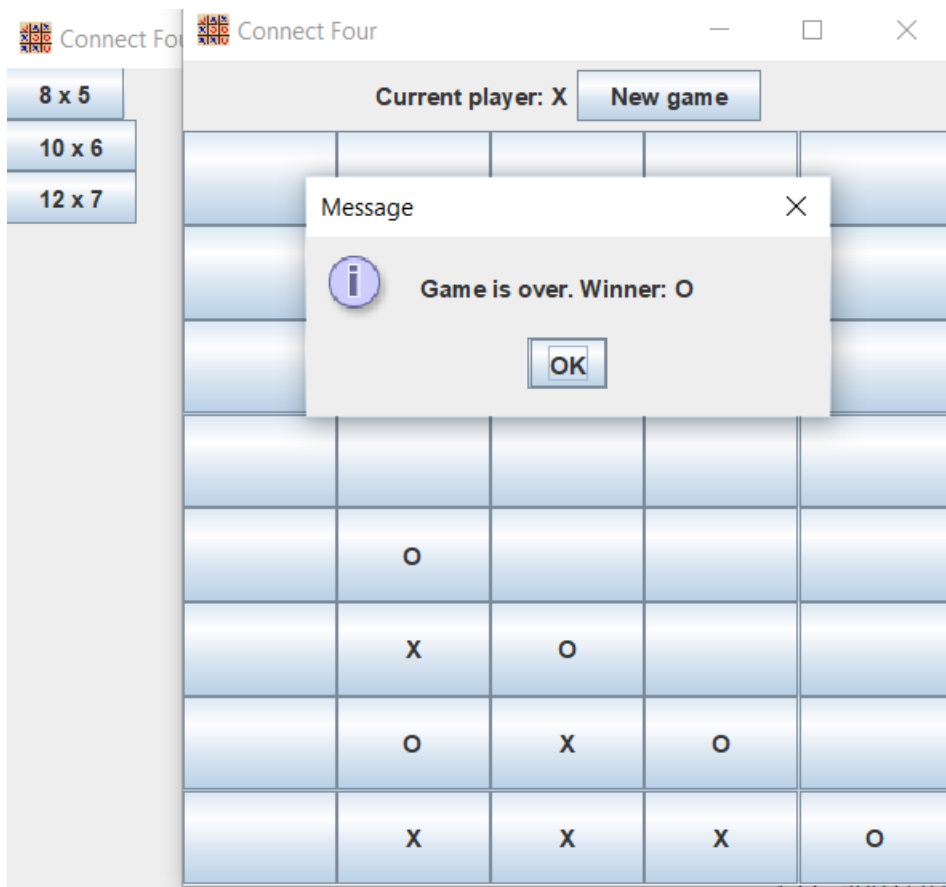 Connect Fou
Connect Four
8 x 5
10 x 6
12 x 7
Current player: X New game
Message
i
Game is over. Winner: O
OK
O
X O
O X O
X X X O